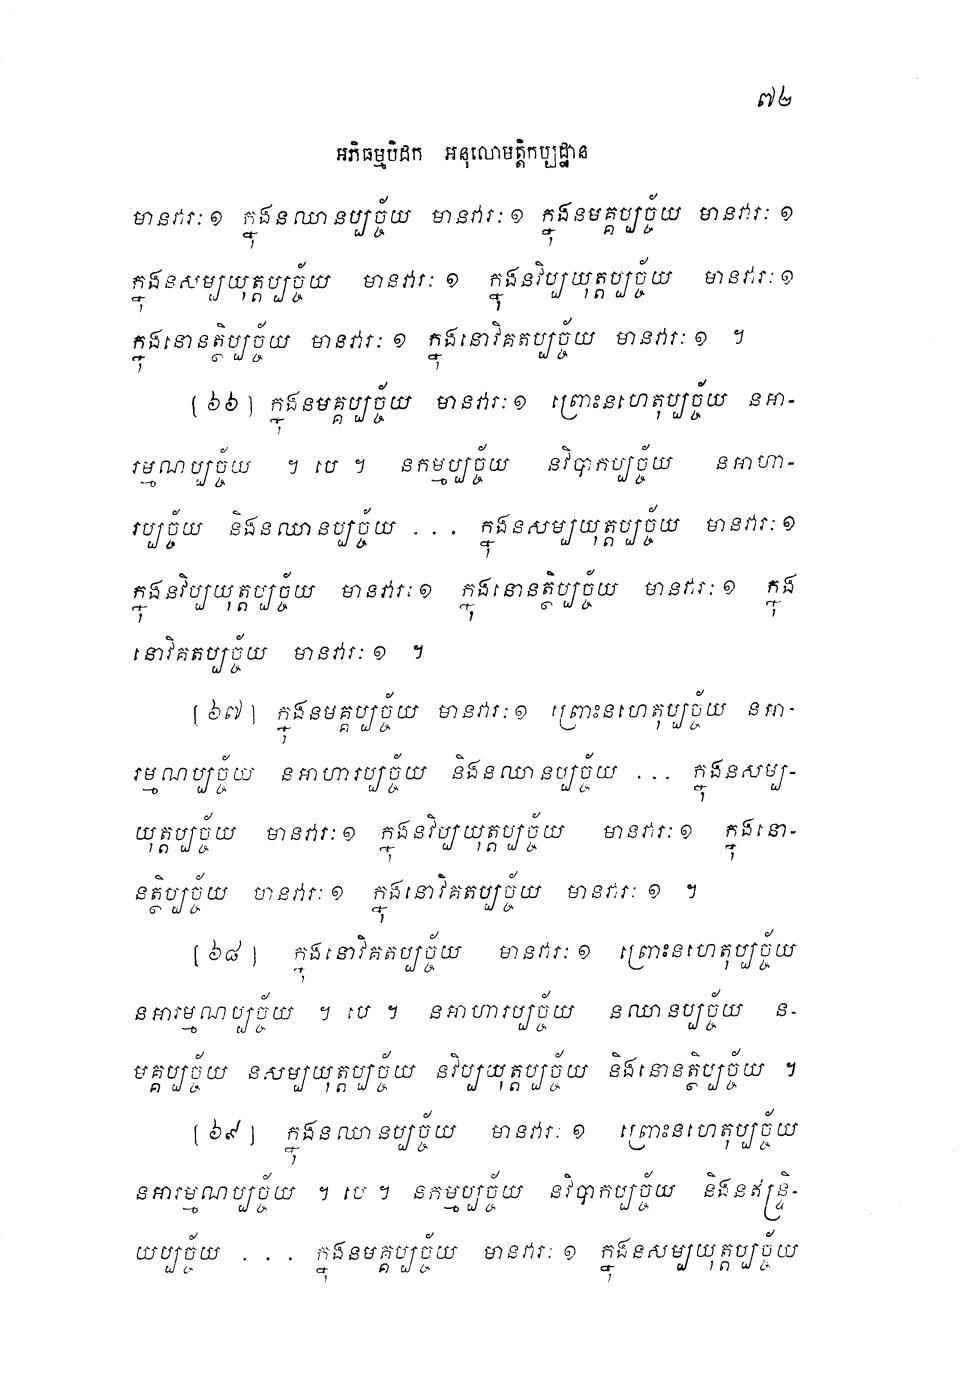 ៧២
អភិធម្មបិដក អនុលោមត្តិកប្បដ្ឋាន
មានវារៈ ១ ក្នុងនឈានប្បច្ច័យ មានវារៈ ១ ក្នុងនមគ្គប្បច្ច័យ មានវារៈ ១
ក្នុងនសម្បយុត្តប្បច្ច័យ មានវារៈ ១ ក្នុងនវិប្បយុត្តប្បច្ច័យ មានវារៈ ១
ក្នុងនោនត្ថិប្បច្ច័យ មានវារៈ ១ ក្នុងនោវិគតប្បច្ច័យ មានវារៈ ១ ។
[៦៦] ក្នុងនមគ្គប្បច្ច័យ មានវារៈ ១ ព្រោះនហេតុប្បច្ច័យ នអា-
រម្មណប្បច្ច័យ ។ បេ ។ នកម្មប្បច្ច័យ នវិបាកប្បច្ច័យ នអាហា-
រប្បច្ច័យ និងនឈានប្បច្ច័យ ... ក្នុងនសម្បយុត្តប្បច្ច័យ មានវារៈ ១
ក្នុងនវិប្បយុត្តប្បច្ច័យ មានវារៈ ១ ក្នុងនោនត្ថិប្បច្ច័យ មានវារៈ ១ ក្នុង
នោវិគតប្បច្ច័យ មានវារៈ ១ ។
[៦៧] ក្នុងនមគ្គប្បច្ច័យ មានវារៈ ១ ព្រោះនហេតុប្បច្ច័យ នអា-
រម្មណប្បច្ច័យ នអាហារប្បច្ច័យ និងនឈានប្បច្ច័យ ... ក្នុងនសម្ប-
យុត្តប្បច្ច័យ មានវារៈ ១ ក្នុងនវិប្បយុត្តប្បច្ច័យ មានវារៈ ១ ក្នុងនោ-
នត្ថិប្បច្ច័យ មានវារៈ ១ ក្នុងនោវិគតប្បច្ច័យ មានវារៈ ១ ។
[៦៨] ក្នុងនោវិគតប្បច្ច័យ មានវារៈ ១ ព្រោះនហេតុប្បច្ច័យ
នអារម្មណប្បច្ច័យ ។ បេ ។ នអាហារប្បច្ច័យ នឈានប្បច្ច័យ ន-
មគ្គប្បច្ច័យ នសម្បយុត្តប្បច្ច័យ នវិប្បយុត្តប្បច្ច័យ និងនោនត្ថិប្បច្ច័យ ។
[៦៩] ក្នុងនឈានប្បច្ច័យ មានវារៈ ១ ព្រោះនហេតុប្បច្ច័យ
នអារម្មណប្បច្ច័យ ។ បេ ។ នកម្មប្បច្ច័យ នវិបាកប្បច្ច័យ និងនឥន្ទ្រិ-
យប្បច្ច័យ ... ក្នុងនមគ្គប្បច្ច័យ មានវារៈ ១ ក្នុងនសម្បយុត្តប្បច្ច័យ